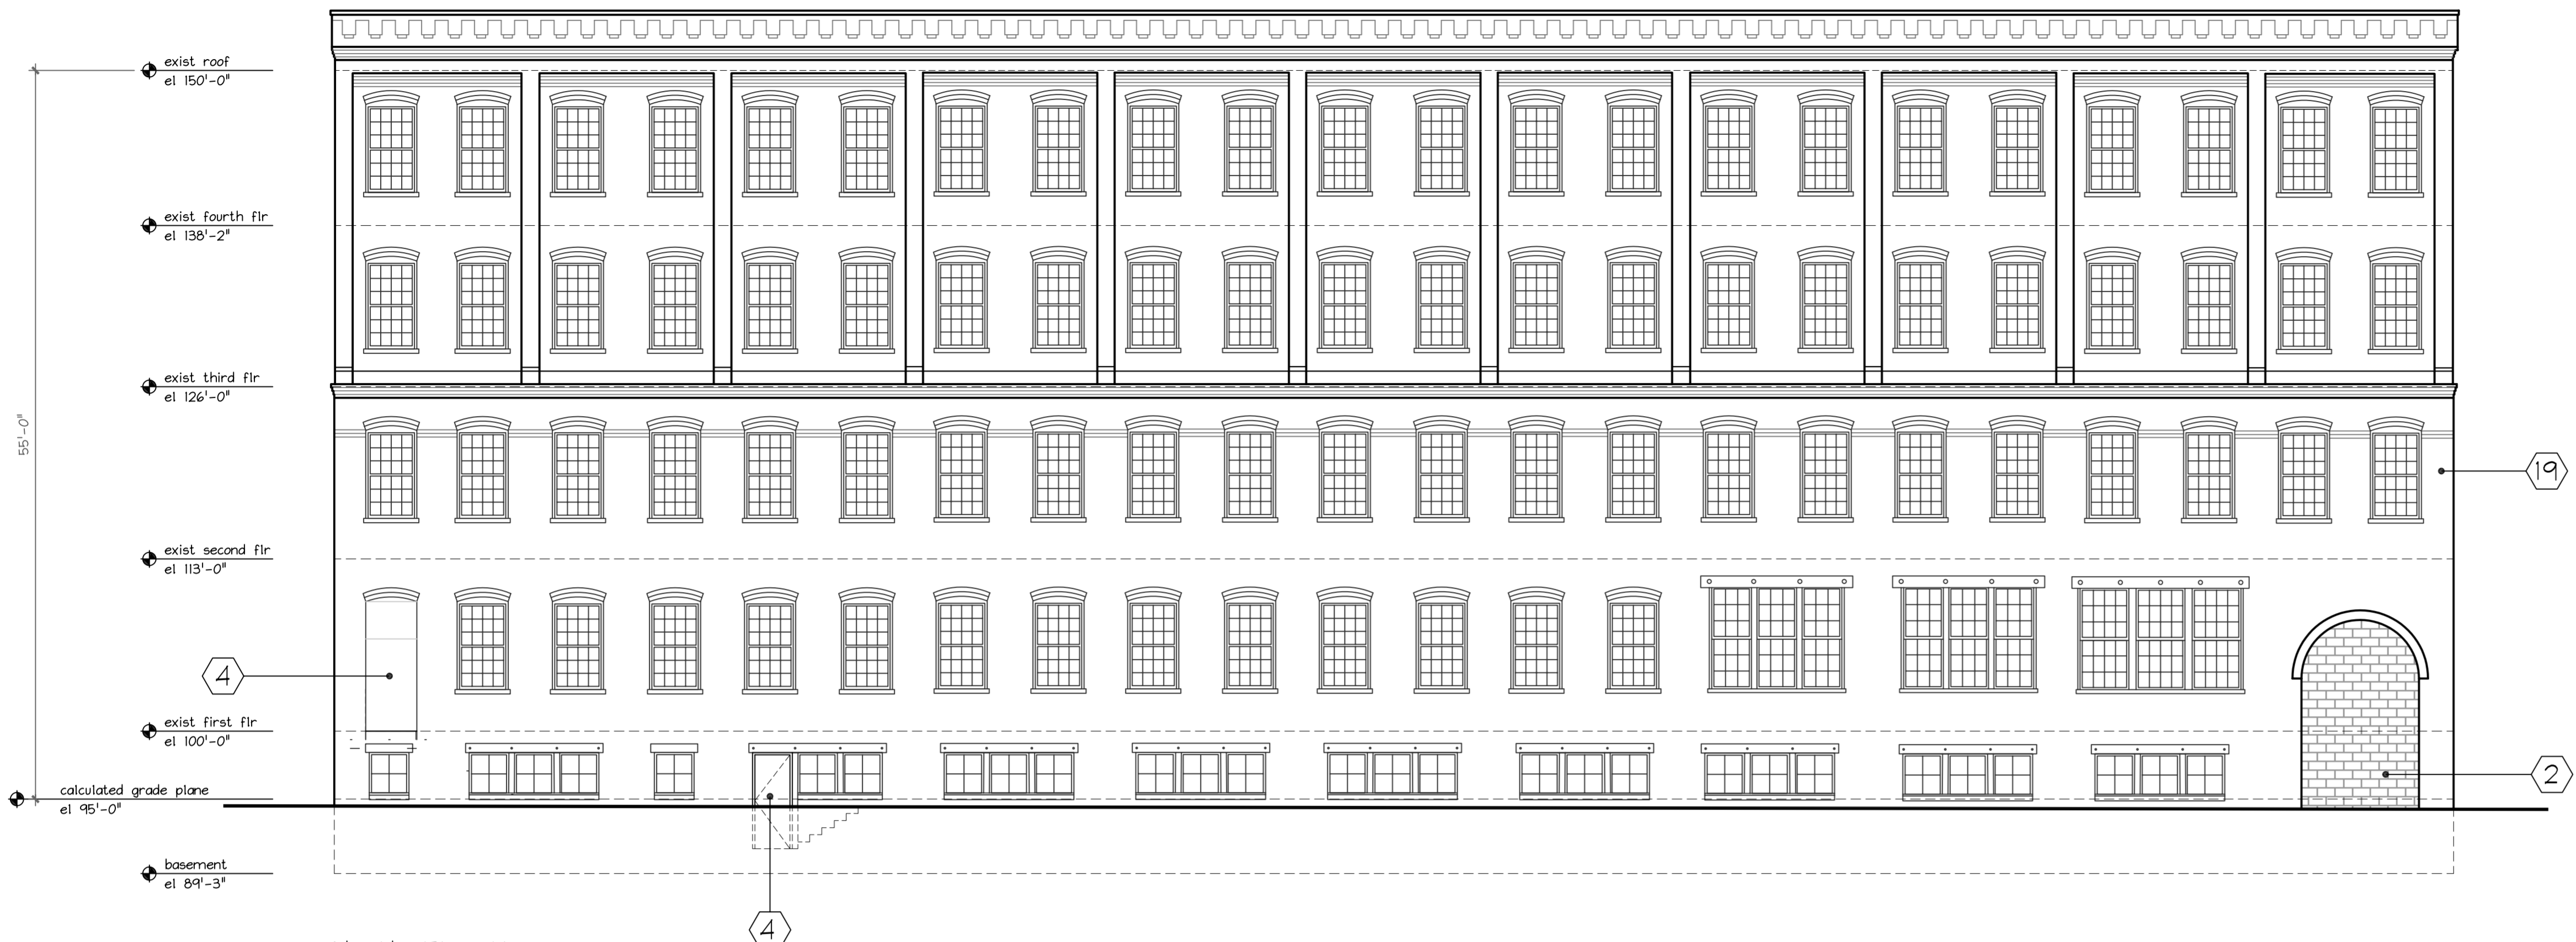 exist roof
el 150'-0"
exist fourth flr
el 138'-2"
exist third flr
el 126'-0"
55'-0"
19
exist second flr
el 113'-0"
4
exist first flr
el 100'-0"
2
calculated grade plane
el 95'-0"
basement
el 89'-3"
4